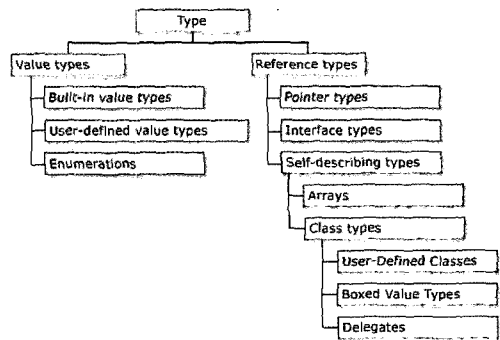 Type
Value types
Reference types
Built-in value types
Pointer types
User-defined value types
Interface types
Enumerations
Self-describing types
Arrays
Class types
User-Defined Classes
Boxed Value Types
Delegates